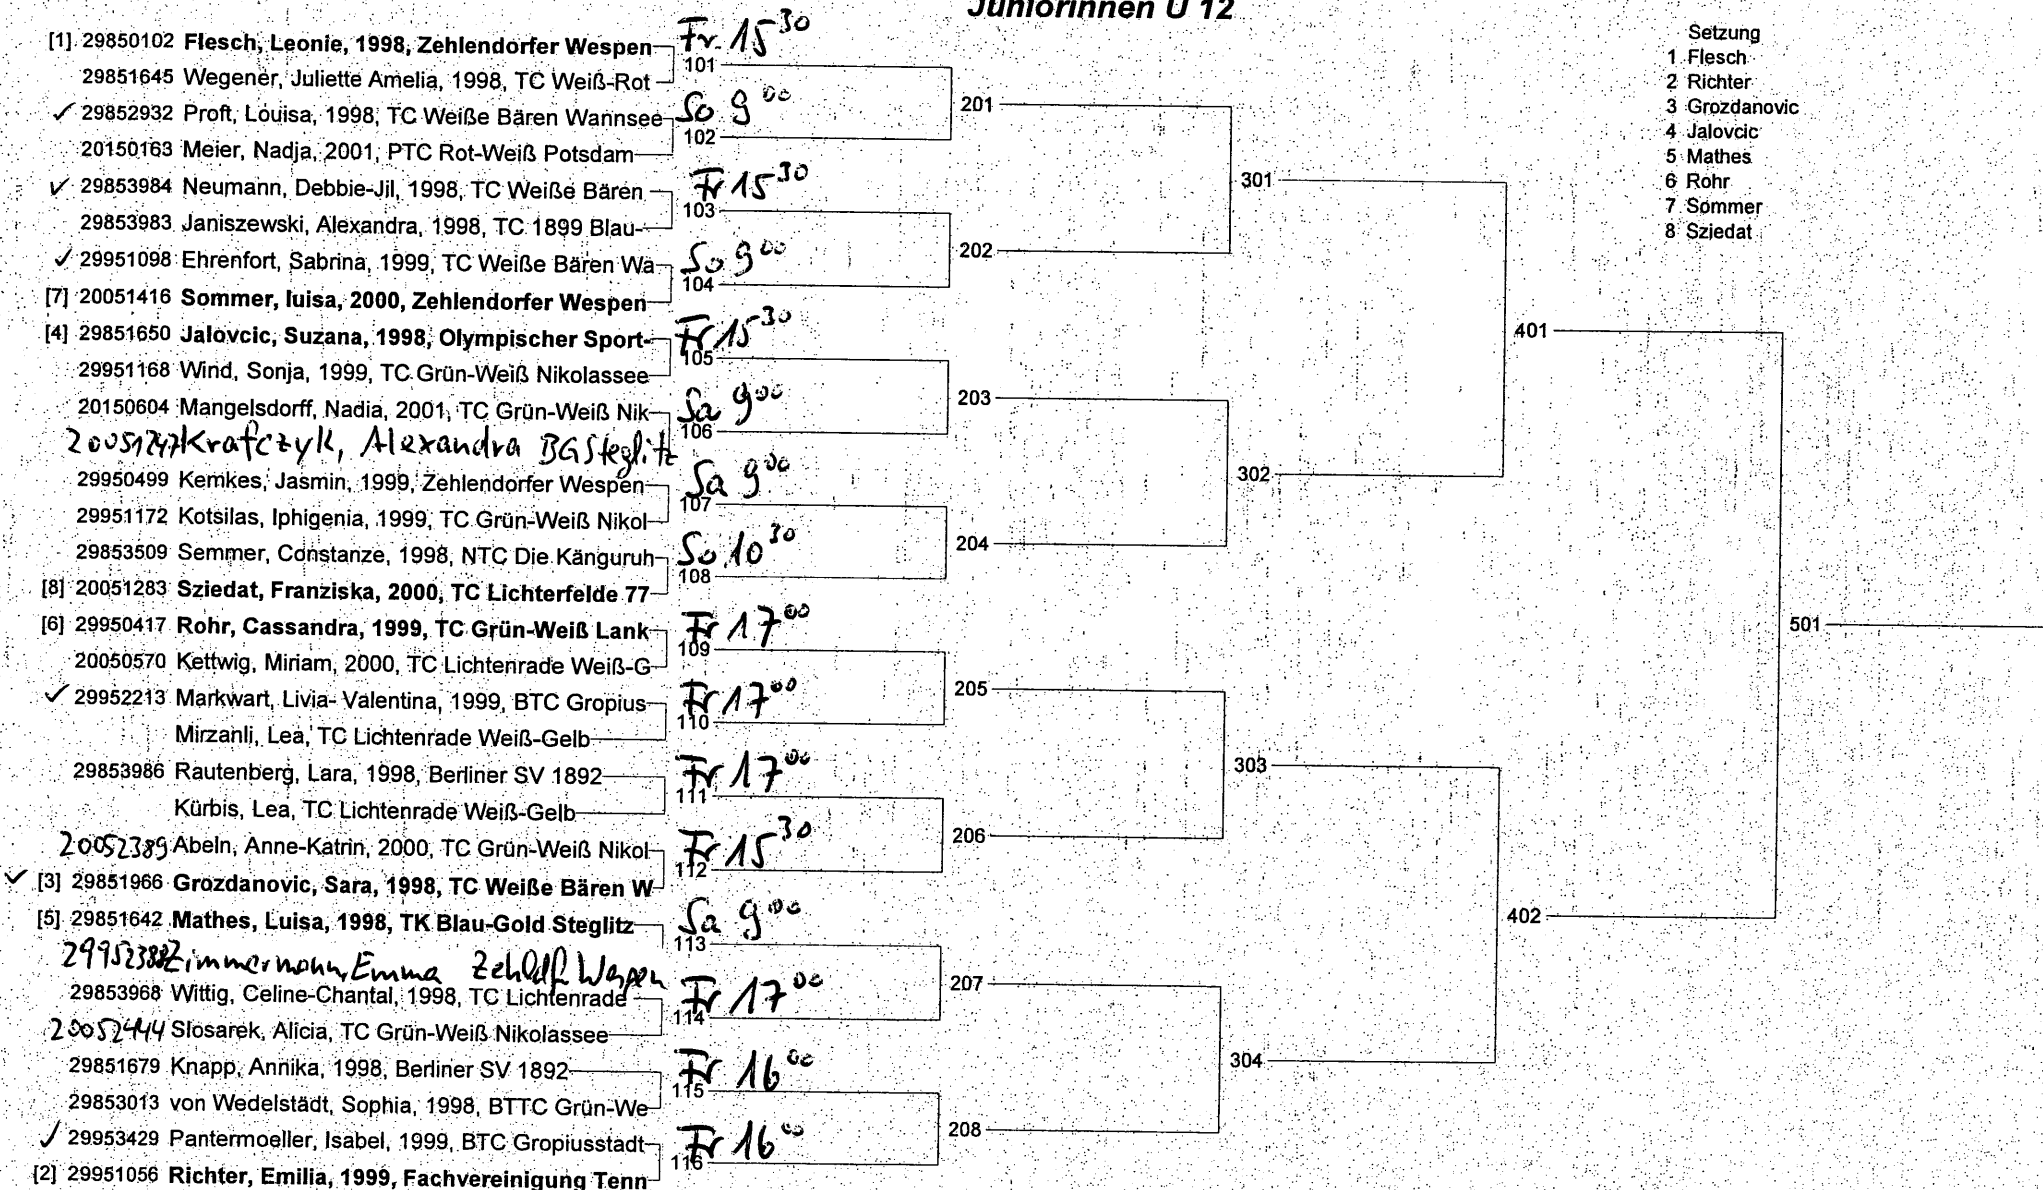 Juniorinnen U 12
[1] 29850102 Flesch, Leonie, 1998, Zehlendorfer Wespen
Fr. 15 30
101
29851645 Wegener, Juliette Amelia, 1998, TC Weiß-Rot
201
✓ 29852932 Proft, Louisa, 1998, TC Weiße Bären Wannsee
So 9 00
102
20150163 Meier, Nadja, 2001, PTC Rot-Weiß Potsdam
301
✓ 29853984 Neumann, Debbie-Jil, 1998, TC Weiße Bären
Fr 15 30
103
29853983 Janiszewski, Alexandra, 1998, TC 1899 Blau-
202
✓ 29951098 Ehrenfort, Sabrina, 1999, TC Weiße Bären Wa
So 9 00
104
[7] 20051416 Sommer, luisa, 2000, Zehlendorfer Wespen
401
[4] 29851650 Jalovcic, Suzana, 1998, Olympischer Sport-
Fr 15 30
105
29951168 Wind, Sonja, 1999, TC Grün-Weiß Nikolassee
203
20150604 Mangelsdorff, Nadia, 2001, TC Grün-Weiß Nik
Sa 9 00
106
Krafczyk, Alexandra BG Steglitz
302
29950499 Kemkes, Jasmin, 1999, Zehlendorfer Wespen
Sa 9 00
107
29951172 Kotsilas, Iphigenia, 1999, TC Grün-Weiß Nikol
204
29853509 Semmer, Constanze, 1998, NTC Die Känguruh
So 10 30
108
[8] 20051283 Sziedat, Franziska, 2000, TC Lichterfelde 77
501
[6] 29950417 Rohr, Cassandra, 1999, TC Grün-Weiß Lank
Fr 17 00
109
20050570 Kettwig, Miriam, 2000, TC Lichtenrade Weiß-G
205
✓ 29952213 Markwart, Livia- Valentina, 1999, BTC Gropius
Fr 17 00
110
Mirzanli, Lea, TC Lichtenrade Weiß-Gelb
303
29853986 Rautenberg, Lara, 1998, Berliner SV 1892
Fr 17 00
111
Kürbis, Lea, TC Lichtenrade Weiß-Gelb
206
20052389 Abeln, Anne-Katrin, 2000, TC Grün-Weiß Nikol
Fr 15 30
112
✓ [3] 29851966 Grozdanovic, Sara, 1998, TC Weiße Bären W
402
[5] 29851642 Mathes, Luisa, 1998, TK Blau-Gold Steglitz
Sa 9 00
113
Zimmermann, Emma Zehldf. Wespen
207
29853968 Wittig, Celine-Chantal, 1998, TC Lichtenrade
Fr 17 00
114
20052444 Slosarek, Alicia, TC Grün-Weiß Nikolassee
304
29851679 Knapp, Annika, 1998, Berliner SV 1892
Fr 16 00
115
29853013 von Wedelstädt, Sophia, 1998, BTTC Grün-We
208
✓ 29953429 Pantermoeller, Isabel, 1999, BTC Gropiusstadt
Fr 16 00
116
[2] 29951056 Richter, Emilia, 1999, Fachvereinigung Tenn
Setzung
1 Flesch
2 Richter
3 Grozdanovic
4 Jalovcic
5 Mathes
6 Rohr
7 Sommer
8 Sziedat